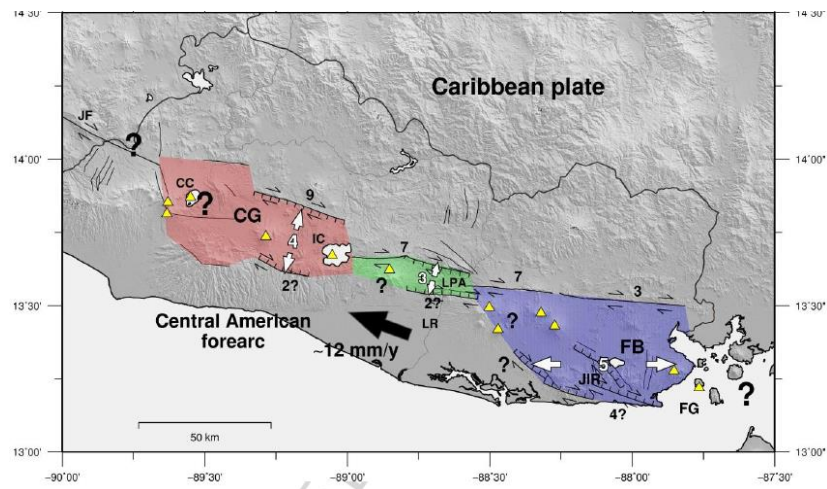 14°30'
14°30'
Caribbean plate
JF
?
14°00'
14°00'
CC
?
CG
9
IC
4
7
2?
?
3
LPA
2?
7
3
13°30'
13°30'
Central American
forearc
LR
~12 mm/y
?
FB
?
5
JIR
4?
FG
?
50 km
13°00'
13°00'
-90°00'
-89°30'
-89°00'
-88°30'
-88°00'
-87°30'